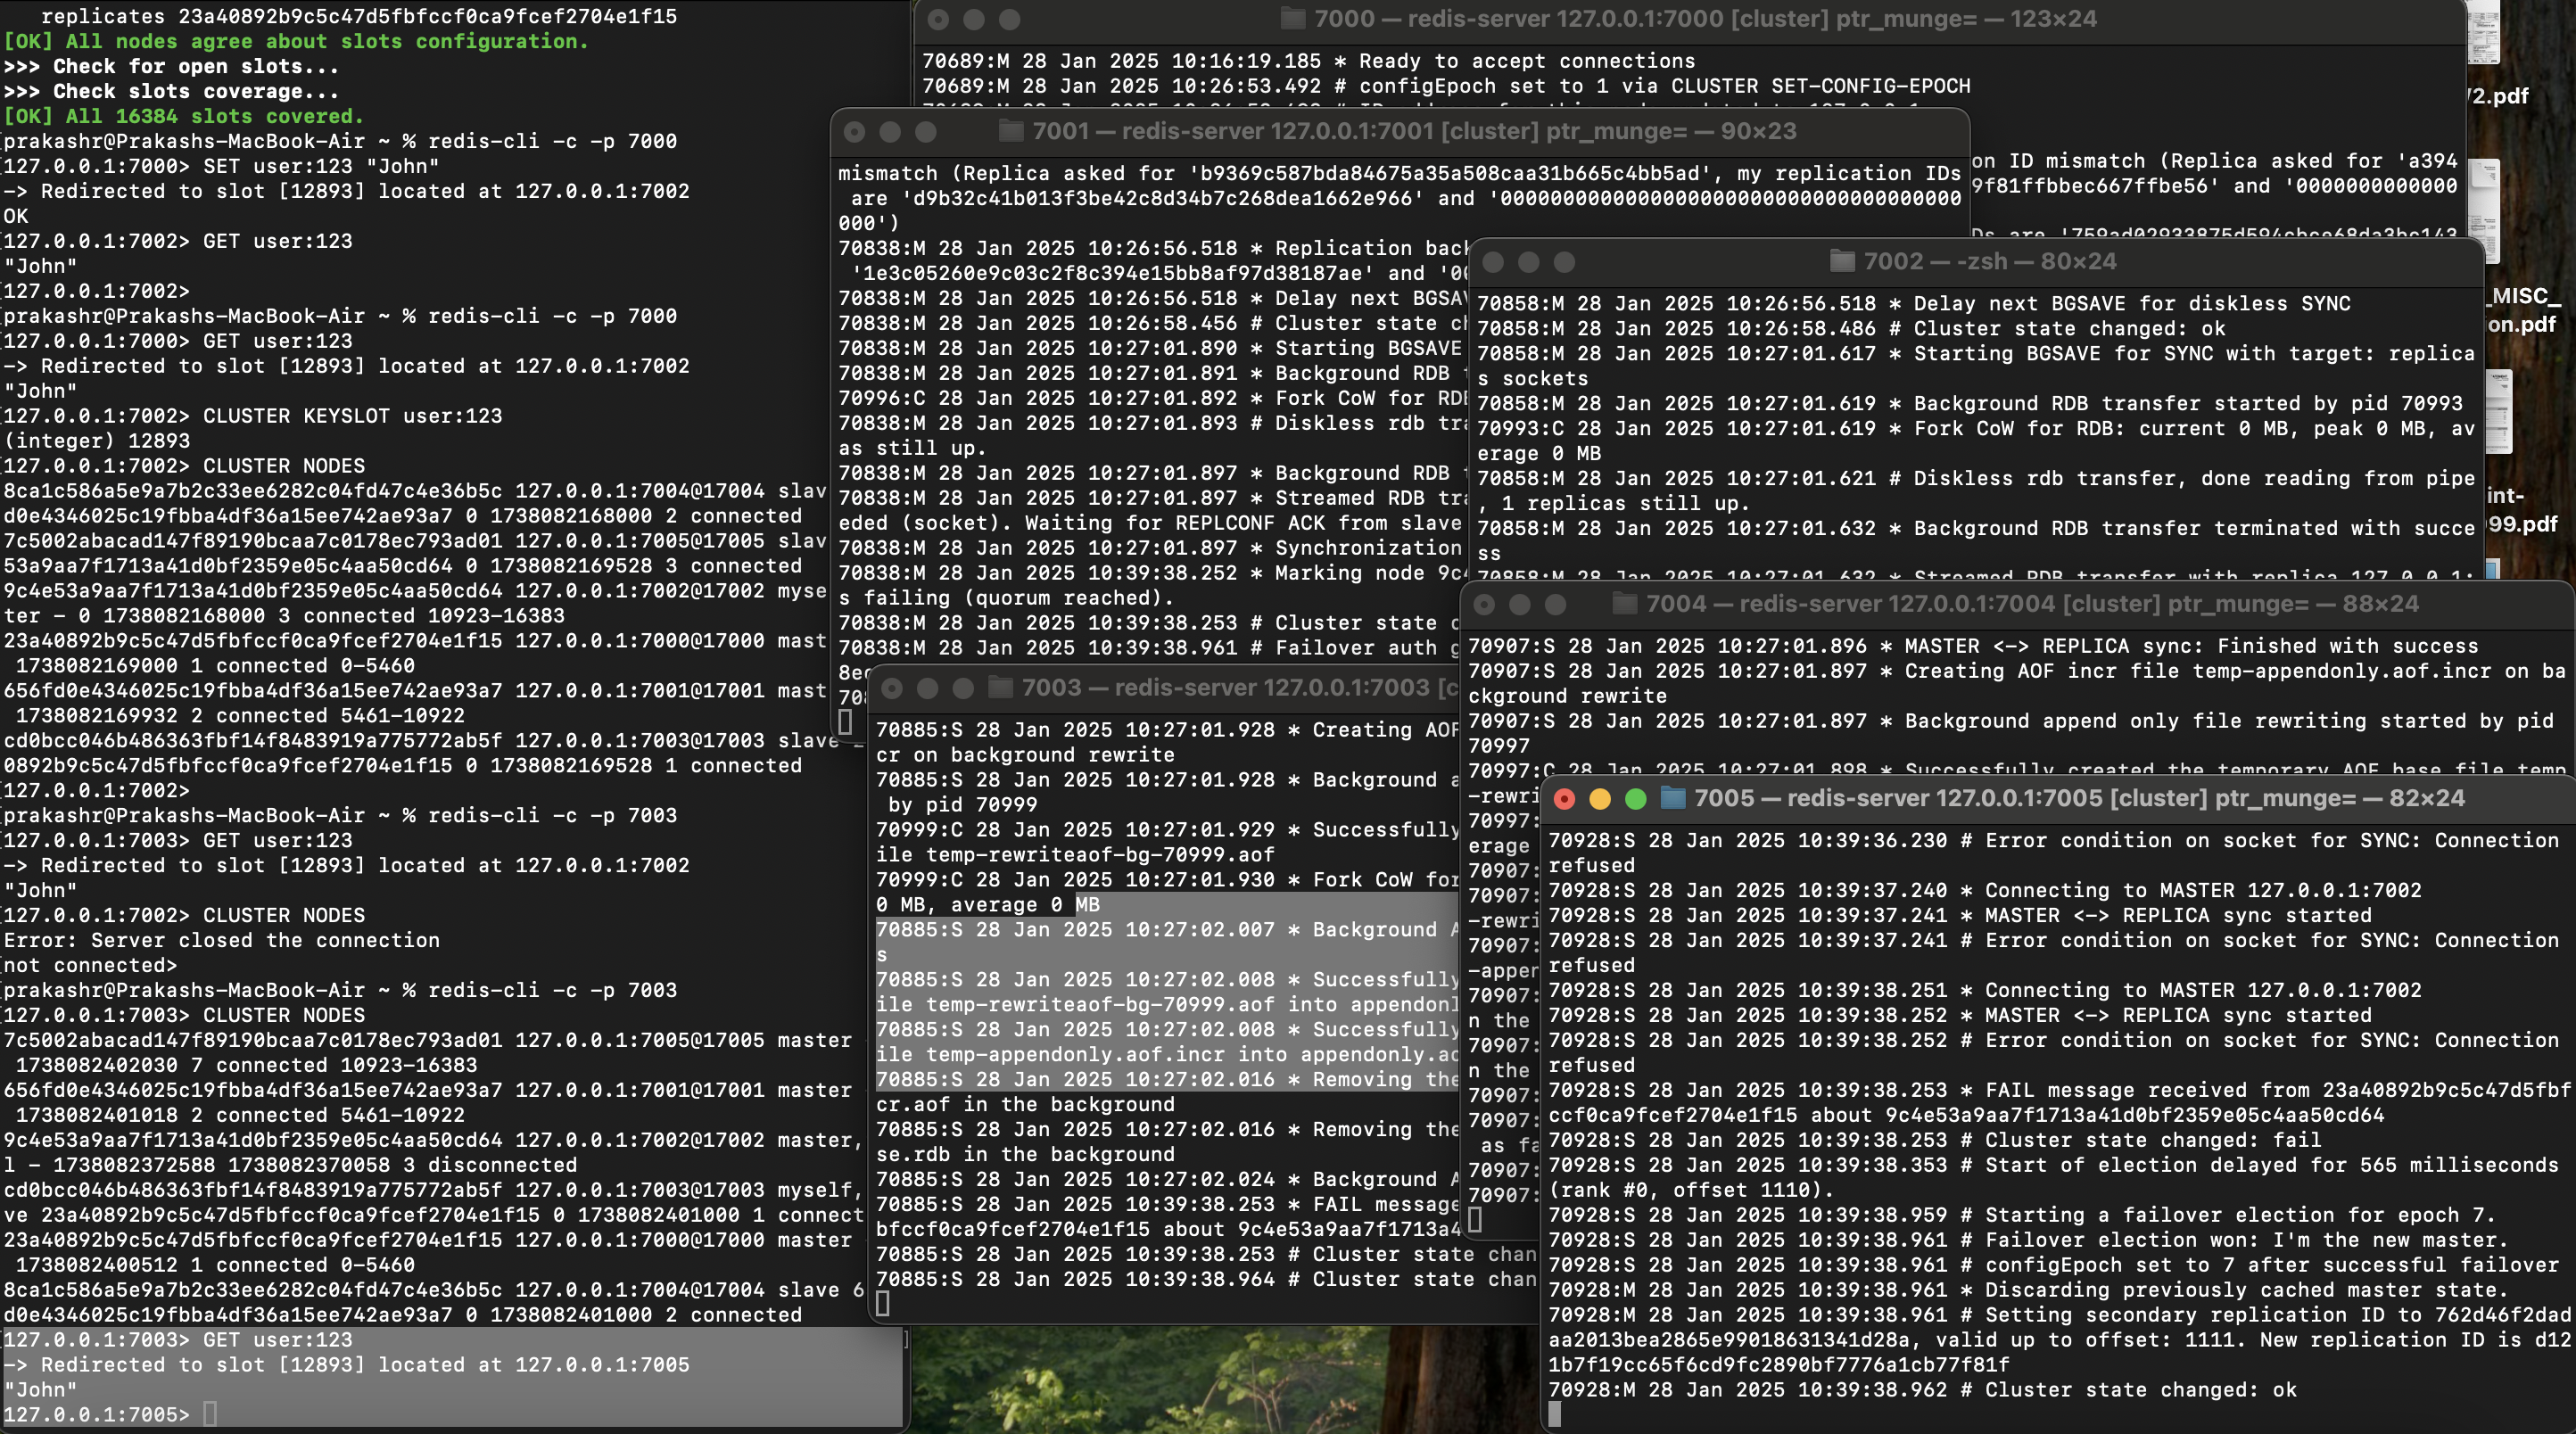 replicates 23a40892b9c5c47d5fbfccf0ca9fcef2704e1f15
[OK] All nodes agree about slots configuration.
>>> Check for open slots...
>>> Check slots coverage...
[OK] All 16384 slots covered.
prakashr@Prakashs-MacBook-Air ~ % redis-cli -c -p 7000
127.0.0.1:7000> SET user:123 "John"
-> Redirected to slot [12893] located at 127.0.0.1:7002
OK
127.0.0.1:7002> GET user:123
"John"
127.0.0.1:7002>
prakashr@Prakashs-MacBook-Air ~ % redis-cli -c -p 7000
127.0.0.1:7000> GET user:123
-> Redirected to slot [12893] located at 127.0.0.1:7002
"John"
127.0.0.1:7002> CLUSTER KEYSLOT user:123
(integer) 12893
127.0.0.1:7002> CLUSTER NODES
8ca1c586a5e9a7b2c33ee6282c04fd47c4e36b5c 127.0.0.1:7004@17004 slav
d0e4346025c19fbba4df36a15ee742ae93a7 0 1738082168000 2 connected
7c5002abacad147f89190bcaa7c0178ec793ad01 127.0.0.1:7005@17005 slav
53a9aa7f1713a41d0bf2359e05c4aa50cd64 0 1738082169528 3 connected
9c4e53a9aa7f1713a41d0bf2359e05c4aa50cd64 127.0.0.1:7002@17002 myse
ter - 0 1738082168000 3 connected 10923-16383
23a40892b9c5c47d5fbfccf0ca9fcef2704e1f15 127.0.0.1:7000@17000 mast
1738082169000 1 connected 0-5460
656fd0e4346025c19fbba4df36a15ee742ae93a7 127.0.0.1:7001@17001 mast
1738082169932 2 connected 5461-10922
cd0bcc046b486363fbf14f8483919a775772ab5f 127.0.0.1:7003@17003 slave
0892b9c5c47d5fbfccf0ca9fcef2704e1f15 0 1738082169528 1 connected
127.0.0.1:7002>
prakashr@Prakashs-MacBook-Air ~ % redis-cli -c -p 7003
127.0.0.1:7003> GET user:123
-> Redirected to slot [12893] located at 127.0.0.1:7002
"John"
127.0.0.1:7002> CLUSTER NODES
Error: Server closed the connection
not connected>
prakashr@Prakashs-MacBook-Air ~ % redis-cli -c -p 7003
127.0.0.1:7003> CLUSTER NODES
7c5002abacad147f89190bcaa7c0178ec793ad01 127.0.0.1:7005@17005 master
1738082402030 7 connected 10923-16383
656fd0e4346025c19fbba4df36a15ee742ae93a7 127.0.0.1:7001@17001 master
1738082401018 2 connected 5461-10922
9c4e53a9aa7f1713a41d0bf2359e05c4aa50cd64 127.0.0.1:7002@17002 master,
l - 1738082372588 1738082370058 3 disconnected
cd0bcc046b486363fbf14f8483919a775772ab5f 127.0.0.1:7003@17003 myself,
ve 23a40892b9c5c47d5fbfccf0ca9fcef2704e1f15 0 1738082401000 1 connect
23a40892b9c5c47d5fbfccf0ca9fcef2704e1f15 127.0.0.1:7000@17000 master
1738082400512 1 connected 0-5460
8ca1c586a5e9a7b2c33ee6282c04fd47c4e36b5c 127.0.0.1:7004@17004 slave 6
d0e4346025c19fbba4df36a15ee742ae93a7 0 1738082401000 2 connected
127.0.0.1:7003> GET user:123
-> Redirected to slot [12893] located at 127.0.0.1:7005
"John"
127.0.0.1:7005>
7000 — redis-server 127.0.0.1:7000 [cluster] ptr_munge= — 123×24
70689:M 28 Jan 2025 10:16:19.185 * Ready to accept connections
70689:M 28 Jan 2025 10:26:53.492 # configEpoch set to 1 via CLUSTER SET-CONFIG-EPOCH
on ID mismatch (Replica asked for 'a394
9f81ffbbec667ffbe56' and '0000000000000
7001 — redis-server 127.0.0.1:7001 [cluster] ptr_munge= — 90×23
mismatch (Replica asked for 'b9369c587bda84675a35a508caa31b665c4bb5ad', my replication IDs
are 'd9b32c41b013f3be42c8d34b7c268dea1662e966' and '0000000000000000000000000000000000000
000')
70838:M 28 Jan 2025 10:26:56.518 * Replication back
'1e3c05260e9c03c2f8c394e15bb8af97d38187ae' and '00
70838:M 28 Jan 2025 10:26:56.518 * Delay next BGSAV
70838:M 28 Jan 2025 10:26:58.456 # Cluster state ch
70838:M 28 Jan 2025 10:27:01.890 * Starting BGSAVE
70838:M 28 Jan 2025 10:27:01.891 * Background RDB t
70996:C 28 Jan 2025 10:27:01.892 * Fork CoW for RDB
70838:M 28 Jan 2025 10:27:01.893 # Diskless rdb tra
as still up.
70838:M 28 Jan 2025 10:27:01.897 * Background RDB t
70838:M 28 Jan 2025 10:27:01.897 * Streamed RDB tra
eded (socket). Waiting for REPLCONF ACK from slave
70838:M 28 Jan 2025 10:27:01.897 * Synchronization
70838:M 28 Jan 2025 10:39:38.252 * Marking node 9c4
s failing (quorum reached).
70838:M 28 Jan 2025 10:39:38.253 # Cluster state c
70838:M 28 Jan 2025 10:39:38.961 # Failover auth g
8ec
708
7002 — -zsh — 80×24
70858:M 28 Jan 2025 10:26:56.518 * Delay next BGSAVE for diskless SYNC
70858:M 28 Jan 2025 10:26:58.486 # Cluster state changed: ok
70858:M 28 Jan 2025 10:27:01.617 * Starting BGSAVE for SYNC with target: replica
s sockets
70858:M 28 Jan 2025 10:27:01.619 * Background RDB transfer started by pid 70993
70993:C 28 Jan 2025 10:27:01.619 * Fork CoW for RDB: current 0 MB, peak 0 MB, av
erage 0 MB
70858:M 28 Jan 2025 10:27:01.621 # Diskless rdb transfer, done reading from pipe
, 1 replicas still up.
70858:M 28 Jan 2025 10:27:01.632 * Background RDB transfer terminated with succe
ss
70858:M 28 Jan 2025 10:27:01.632 * Streamed RDB transfer with replica 127.0.0.1:
7003 — redis-server 127.0.0.1:7003 [c
70885:S 28 Jan 2025 10:27:01.928 * Creating AOF
cr on background rewrite
70885:S 28 Jan 2025 10:27:01.928 * Background a
by pid 70999
70999:C 28 Jan 2025 10:27:01.929 * Successfully
ile temp-rewriteaof-bg-70999.aof
70999:C 28 Jan 2025 10:27:01.930 * Fork CoW for
0 MB, average 0 MB
70885:S 28 Jan 2025 10:27:02.007 * Background A
s
70885:S 28 Jan 2025 10:27:02.008 * Successfully
ile temp-rewriteaof-bg-70999.aof into appendonl
70885:S 28 Jan 2025 10:27:02.008 * Successfully
ile temp-appendonly.aof.incr into appendonly.ao
70885:S 28 Jan 2025 10:27:02.016 * Removing the
cr.aof in the background
70885:S 28 Jan 2025 10:27:02.016 * Removing the
se.rdb in the background
70885:S 28 Jan 2025 10:27:02.024 * Background A
70885:S 28 Jan 2025 10:39:38.253 * FAIL message
bfccf0ca9fcef2704e1f15 about 9c4e53a9aa7f1713a4
70885:S 28 Jan 2025 10:39:38.253 # Cluster state chan
70885:S 28 Jan 2025 10:39:38.964 # Cluster state chan
7004 — redis-server 127.0.0.1:7004 [cluster] ptr_munge= — 88×24
70907:S 28 Jan 2025 10:27:01.896 * MASTER <-> REPLICA sync: Finished with success
70907:S 28 Jan 2025 10:27:01.897 * Creating AOF incr file temp-appendonly.aof.incr on ba
ckground rewrite
70907:S 28 Jan 2025 10:27:01.897 * Background append only file rewriting started by pid
70997
70997:C 28 Jan 2025 10:27:01.898 * Successfully created the temporary AOF base file temp
-rewri
70997:
erage
70907:
70907:
-rewri
70907:
-appen
70907:
n the
70907:
n the
70907:
70907:
as fa
70907:
70907:
7005 — redis-server 127.0.0.1:7005 [cluster] ptr_munge= — 82×24
70928:S 28 Jan 2025 10:39:36.230 # Error condition on socket for SYNC: Connection
refused
70928:S 28 Jan 2025 10:39:37.240 * Connecting to MASTER 127.0.0.1:7002
70928:S 28 Jan 2025 10:39:37.241 * MASTER <-> REPLICA sync started
70928:S 28 Jan 2025 10:39:37.241 # Error condition on socket for SYNC: Connection
refused
70928:S 28 Jan 2025 10:39:38.251 * Connecting to MASTER 127.0.0.1:7002
70928:S 28 Jan 2025 10:39:38.252 * MASTER <-> REPLICA sync started
70928:S 28 Jan 2025 10:39:38.252 # Error condition on socket for SYNC: Connection
refused
70928:S 28 Jan 2025 10:39:38.253 * FAIL message received from 23a40892b9c5c47d5fbf
ccf0ca9fcef2704e1f15 about 9c4e53a9aa7f1713a41d0bf2359e05c4aa50cd64
70928:S 28 Jan 2025 10:39:38.253 # Cluster state changed: fail
70928:S 28 Jan 2025 10:39:38.353 # Start of election delayed for 565 milliseconds
(rank #0, offset 1110).
70928:S 28 Jan 2025 10:39:38.959 # Starting a failover election for epoch 7.
70928:S 28 Jan 2025 10:39:38.961 # Failover election won: I'm the new master.
70928:S 28 Jan 2025 10:39:38.961 # configEpoch set to 7 after successful failover
70928:M 28 Jan 2025 10:39:38.961 * Discarding previously cached master state.
70928:M 28 Jan 2025 10:39:38.961 # Setting secondary replication ID to 762d46f2dad
aa2013bea2865e99018631341d28a, valid up to offset: 1111. New replication ID is d12
1b7f19cc65f6cd9fc2890bf7776a1cb77f81f
70928:M 28 Jan 2025 10:39:38.962 # Cluster state changed: ok
/2.pdf
_MISC_
on.pdf
int-
99.pdf